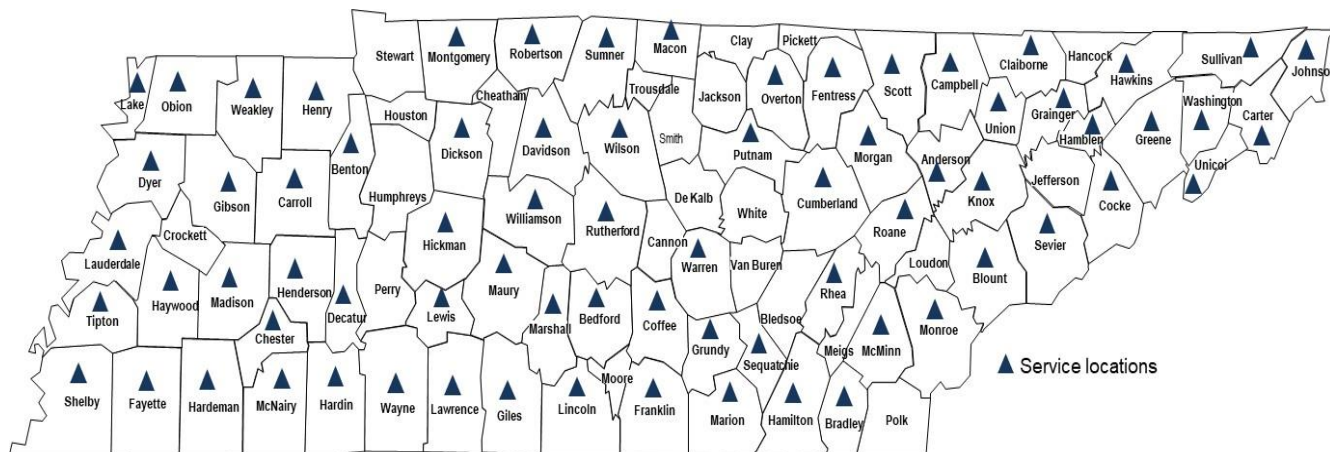 Stewart
Montgomery
Robertson
Sumner
Macon
Clay
Pickett
Lake
Obion
Weakley
Henry
Houston
Cheatham
Trousdale
Jackson
Overton
Fentress
Scott
Campbell
Claiborne
Hancock
Hawkins
Sullivan
Johnso
Benton
Dickson
Davidson
Wilson
Smith
Putnam
Morgan
Anderson
Union
Grainger
Hamblen
Greene
Washington
Carter
Unicoi
Dyer
Gibson
Carroll
Humphreys
Williamson
Rutherford
De Kalb
White
Cumberland
Roane
Knox
Jefferson
Cocke
Crockett
Hickman
Cannon
Warren
Van Buren
Loudon
Blount
Sevier
Lauderdale
Haywood
Madison
Henderson
Decatur
Perry
Lewis
Maury
Marshall
Bedford
Coffee
Grundy
Bledsoe
Sequatchie
Rhea
Meigs
McMinn
Monroe
Tipton
Chester
Service locations
Shelby
Fayette
Hardeman
McNairy
Hardin
Wayne
Lawrence
Giles
Lincoln
Moore
Franklin
Marion
Hamilton
Bradley
Polk